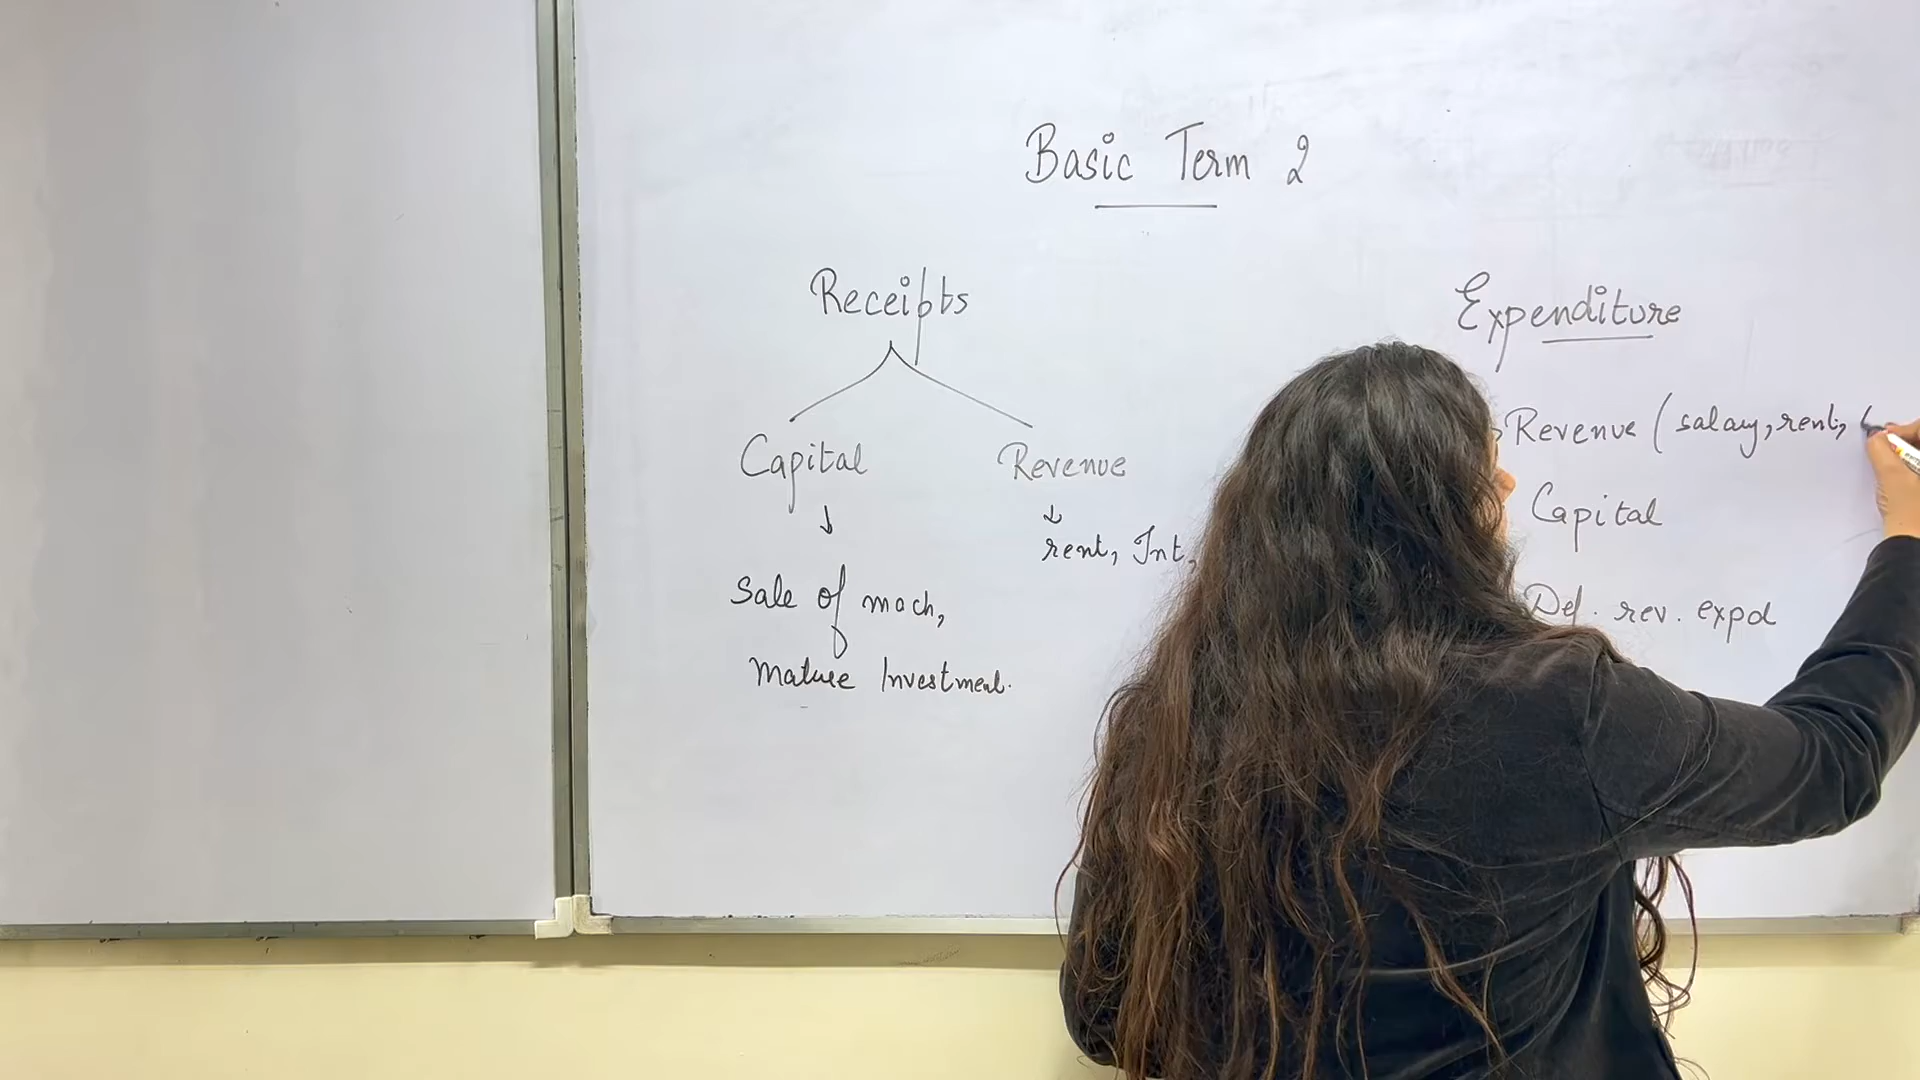 Basic Term 2
Receipts
Capital
Revenue
rent, Int,
Sale of mach,
Mature Investment.
Expenditure
Revenue (salary, rent,
Capital
Def. rev. expd